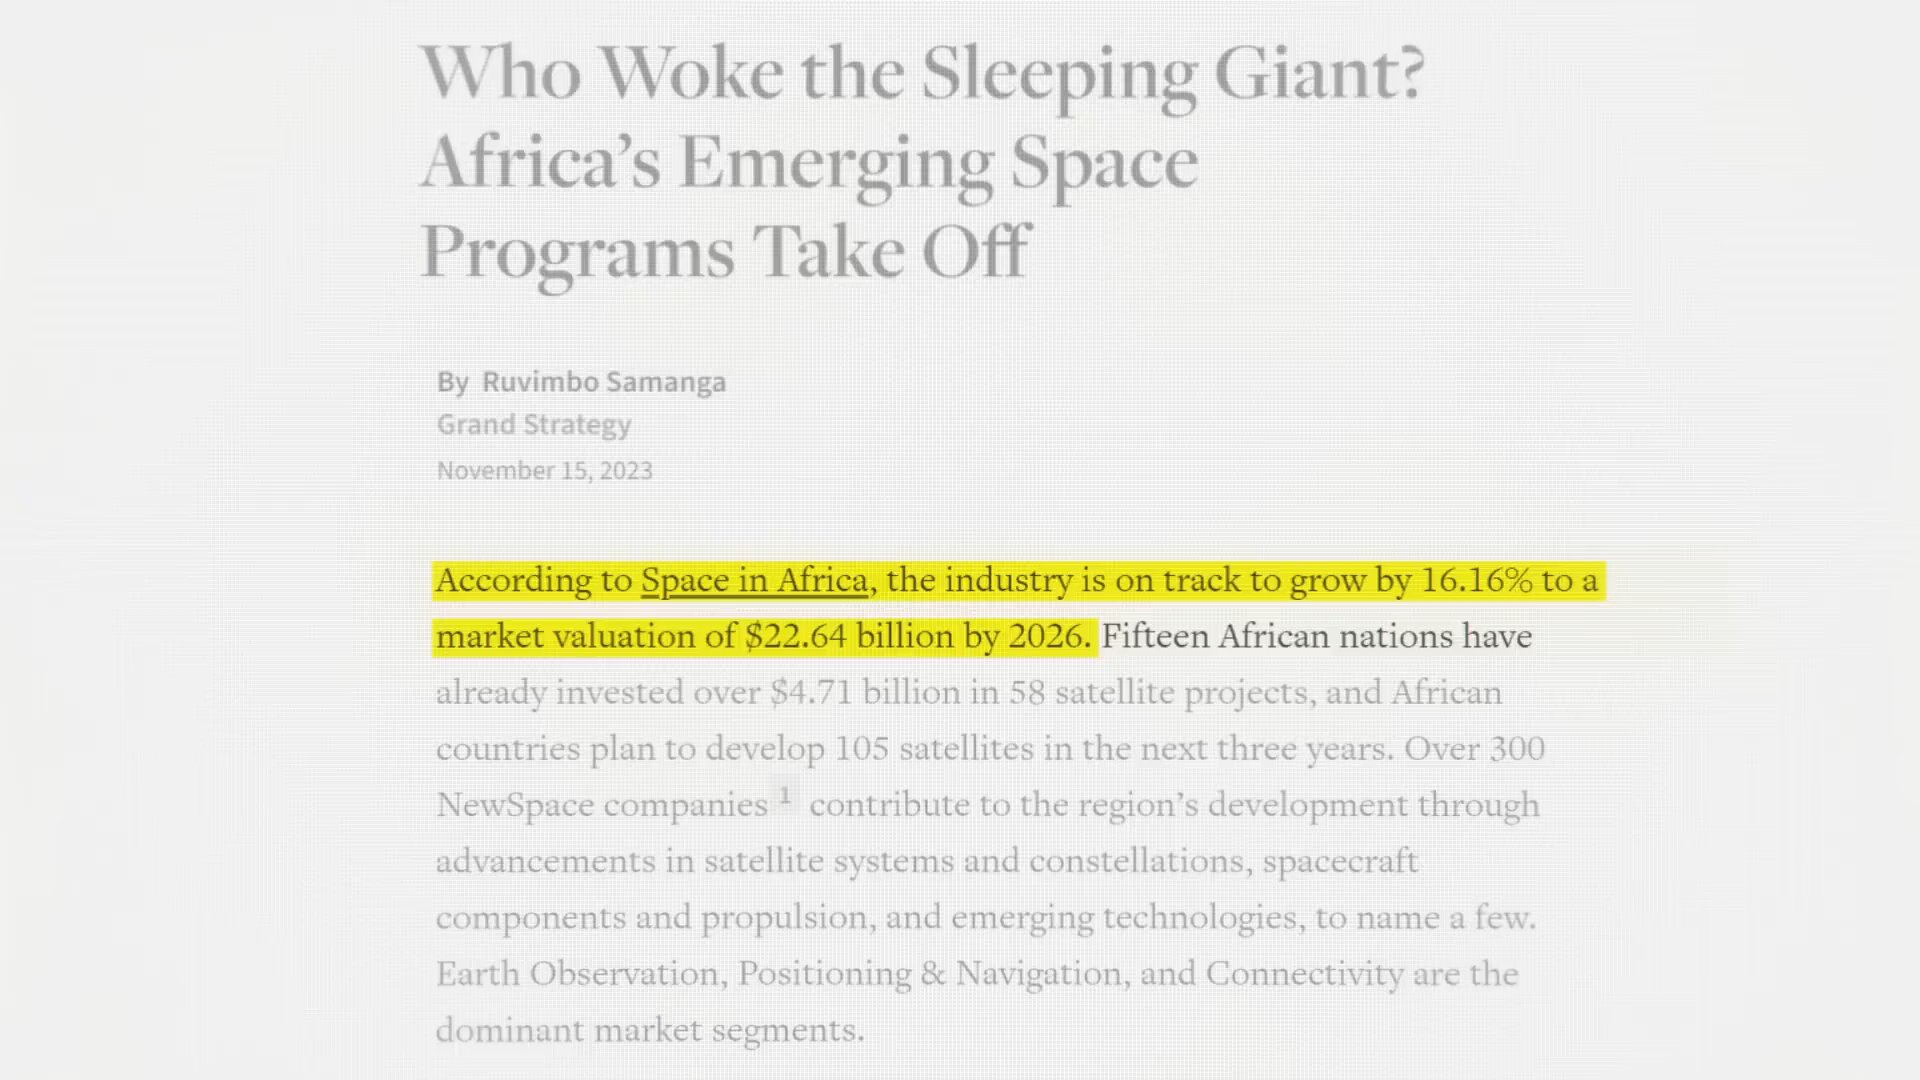 Who Woke the Sleeping Giant?
Africa’s Emerging Space
Programs Take Off
By Ruvimbo Samanga
Grand Strategy
November 15, 2023
According to Space in Africa, the industry is on track to grow by 16.16% to a
market valuation of $22.64 billion by 2026. Fifteen African nations have
already invested over $4.71 billion in 58 satellite projects, and African
countries plan to develop 105 satellites in the next three years. Over 300
NewSpace companies 1 contribute to the region’s development through
advancements in satellite systems and constellations, spacecraft
components and propulsion, and emerging technologies, to name a few.
Earth Observation, Positioning & Navigation, and Connectivity are the
dominant market segments.